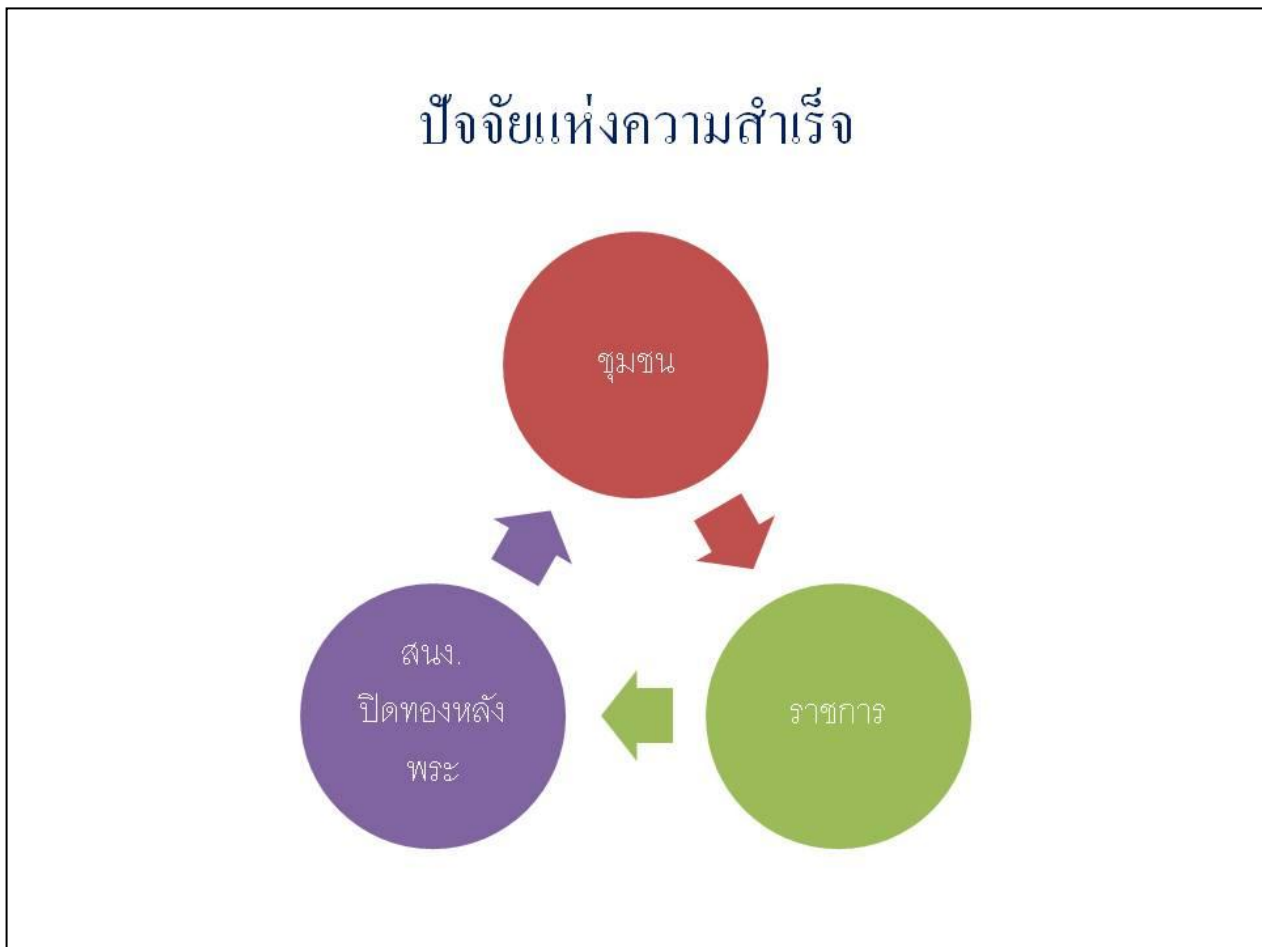 ปัจจัยแห่งความสำเร็จ
ชุมชน
ราชการ
สนง.
ปิดทองหลัง
พระ